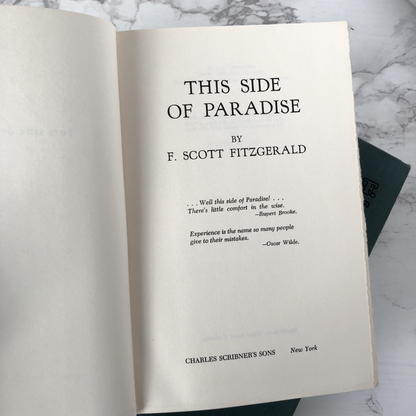 THIS SIDE
OF PARADISE
BY
F. SCOTT FITZGERALD
. . . Well this side of Paradise! . . .
There's little comfort in the wise.
—Rupert Brooke.
Experience is the name so many people
give to their mistakes.
—Oscar Wilde.
CHARLES SCRIBNER'S SONS New York